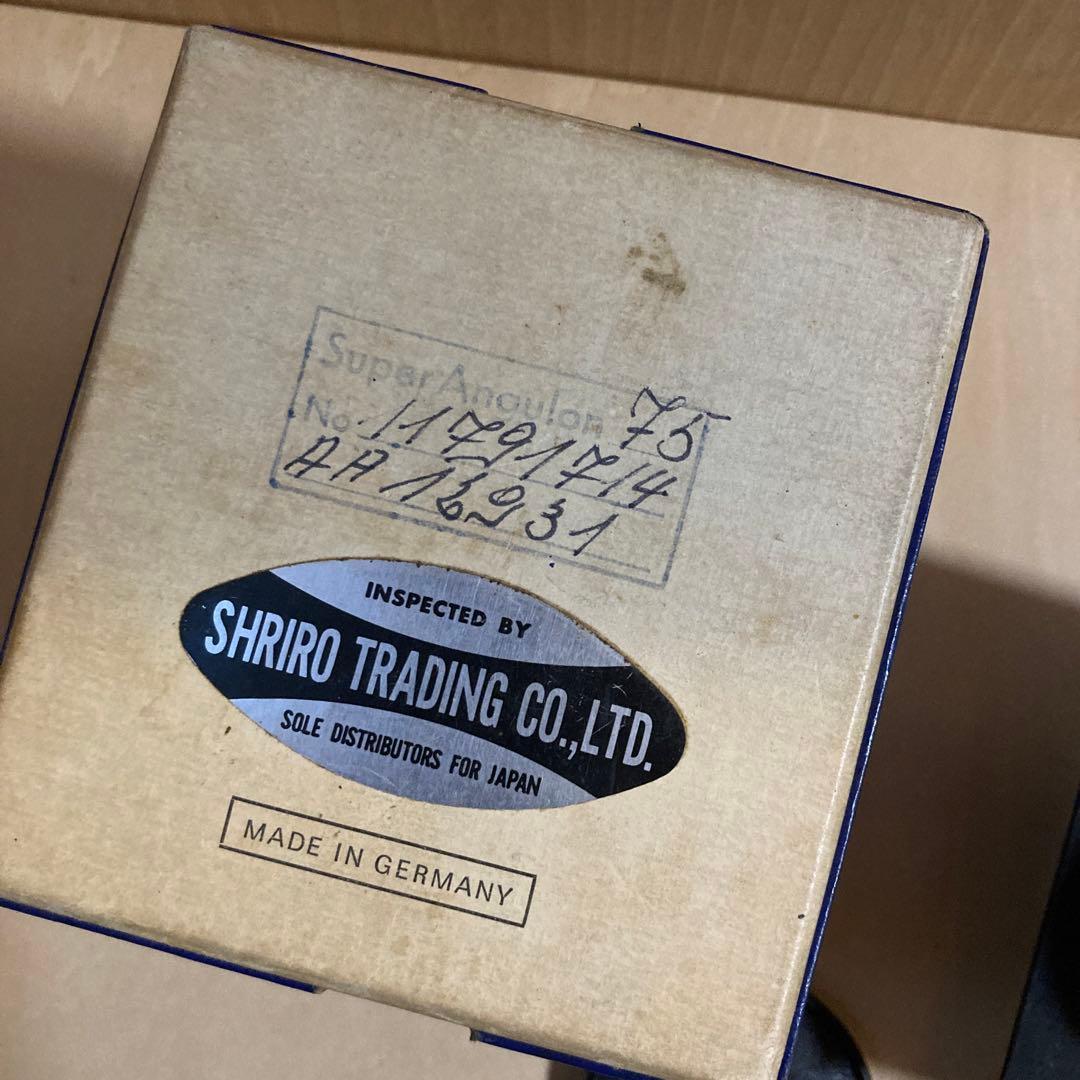 Super Angulon 75
No. 11791714
AA 12931
INSPECTED BY
SHRIRO TRADING CO.,LTD.
SOLE DISTRIBUTORS FOR JAPAN
MADE IN GERMANY